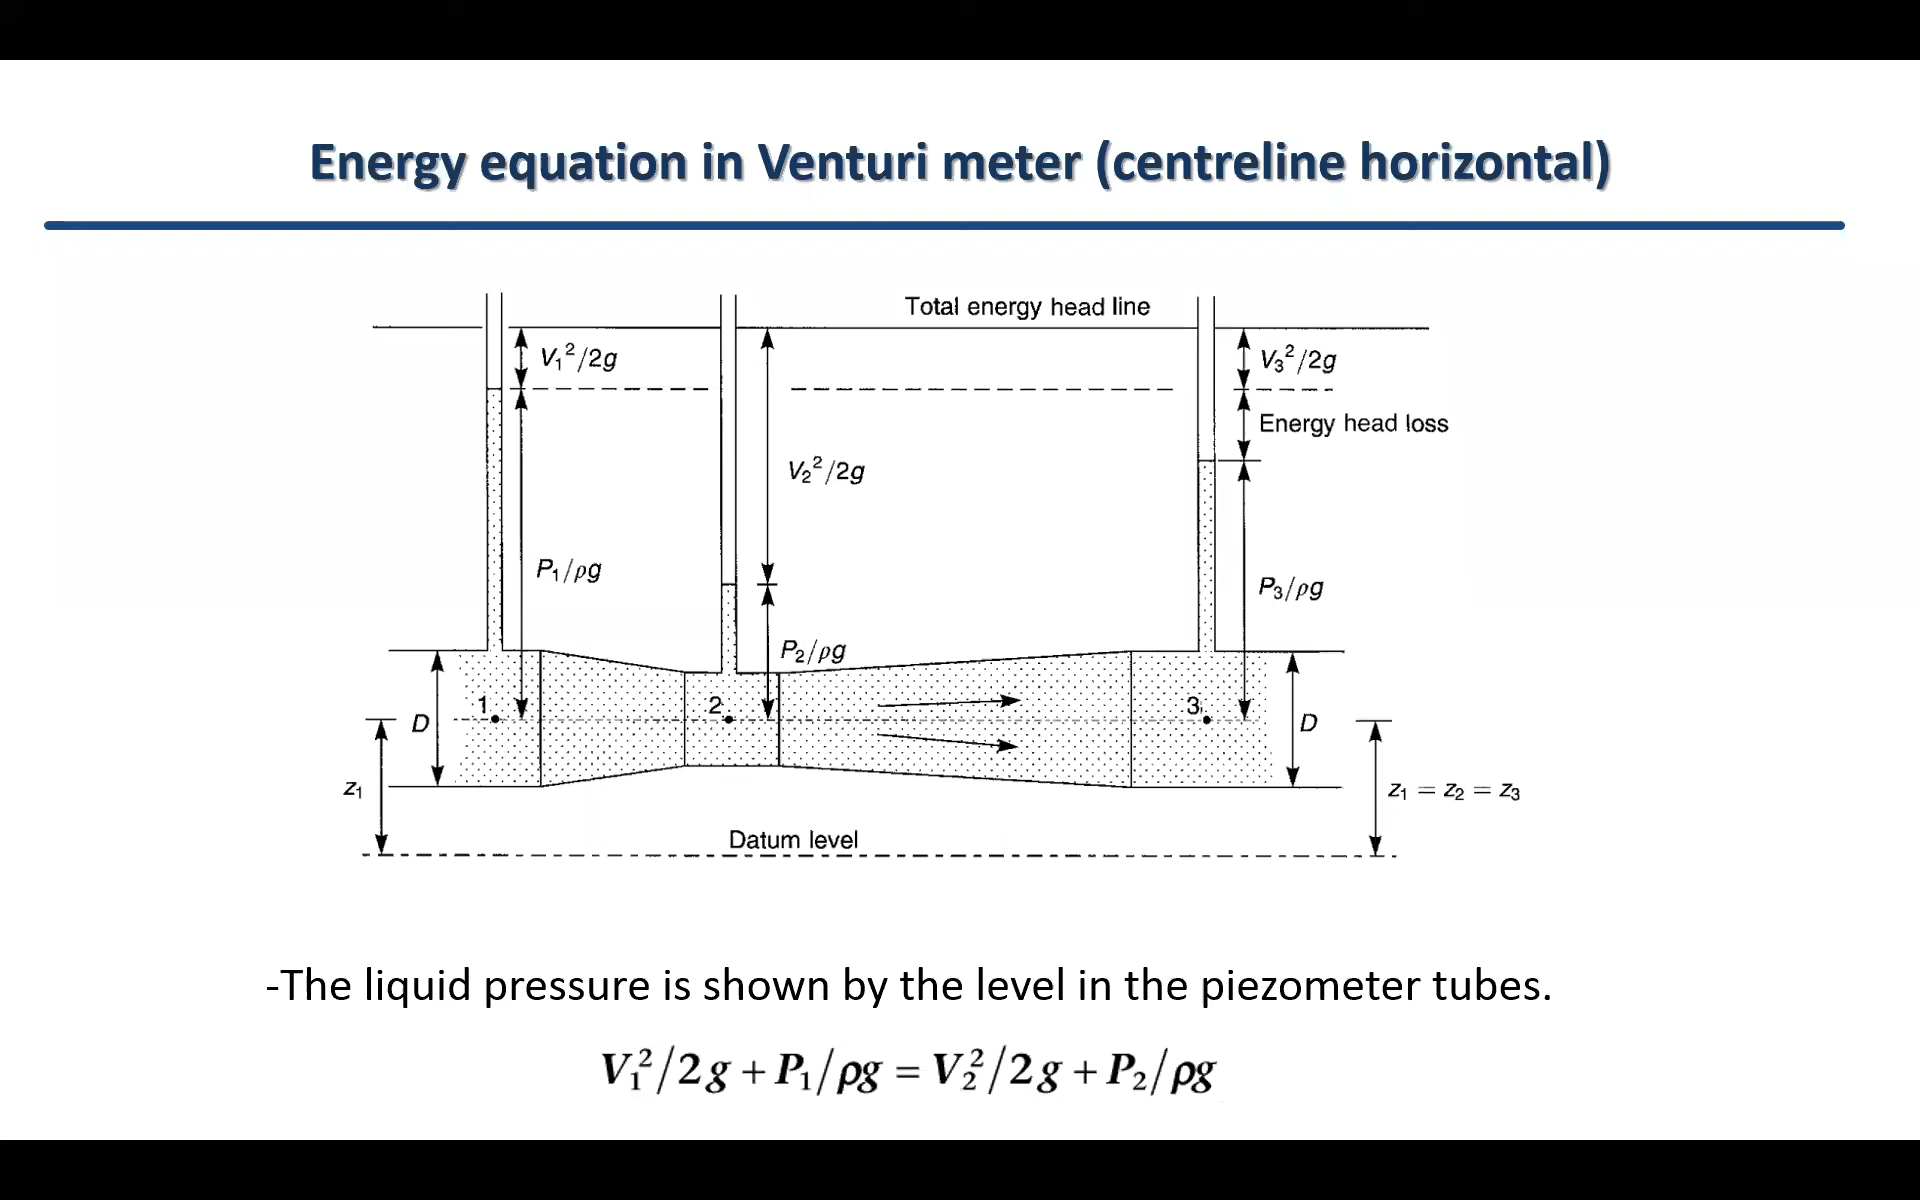 Energy equation in Venturi meter (centreline horizontal)
Total energy head line
V₁²/2g
V₃²/2g
Energy head loss
V₂²/2g
P₁/ρg
P₃/ρg
P₂/ρg
1
2
3
D
D
z₁
z₁ = z₂ = z₃
Datum level
-The liquid pressure is shown by the level in the piezometer tubes.
V₁²/2g + P₁/ρg = V₂²/2g + P₂/ρg